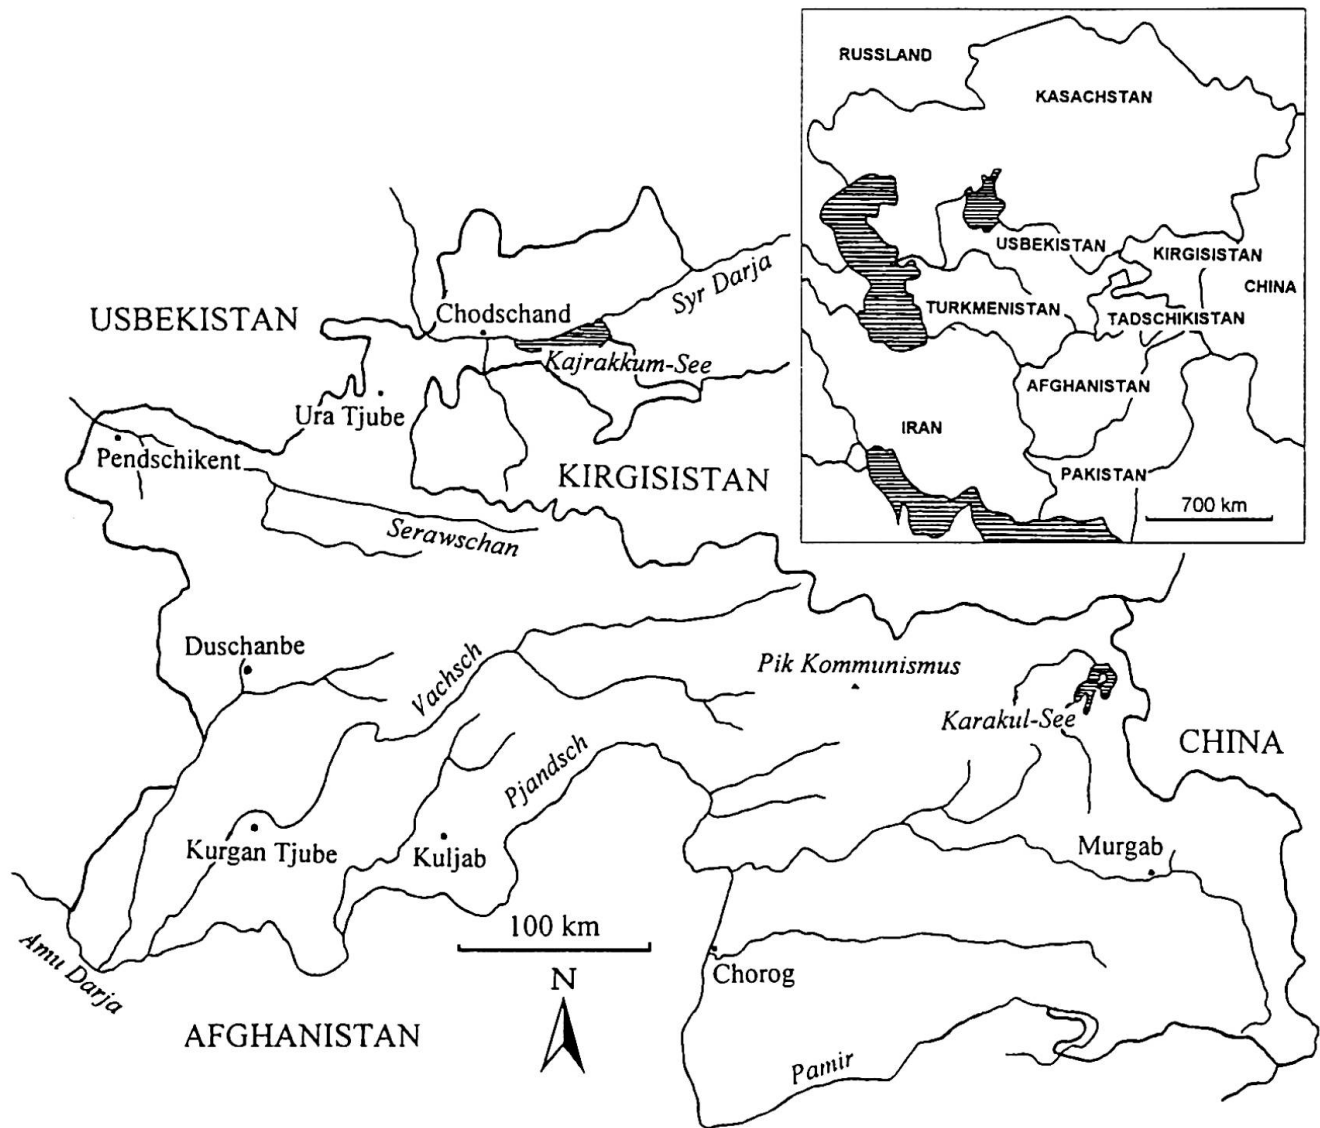 RUSSLAND
KASACHSTAN
USBEKISTAN
KIRGISISTAN
CHINA
TURKMENISTAN
TADSCHIKISTAN
AFGHANISTAN
IRAN
PAKISTAN
700 km
Syr Darja
USBEKISTAN
Chodschand
Kajrakkum-See
Ura Tjube
Pendschikent
KIRGISISTAN
Serawschan
Duschanbe
Vachsch
Pik Kommunismus
Karakul-See
CHINA
Pjandsch
Kurgan Tjube
Kuljab
Murgab
100 km
Amu Darja
N
Chorog
AFGHANISTAN
Pamir